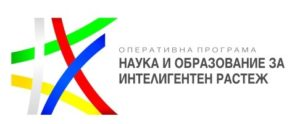 ОПЕРАТИВНА ПРОГРАМА
НАУКА И ОБРАЗОВАНИЕ ЗА
ИНТЕЛИГЕНТЕН РАСТЕЖ